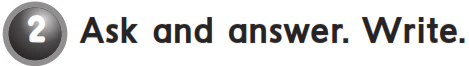 2 Ask and answer. Write.